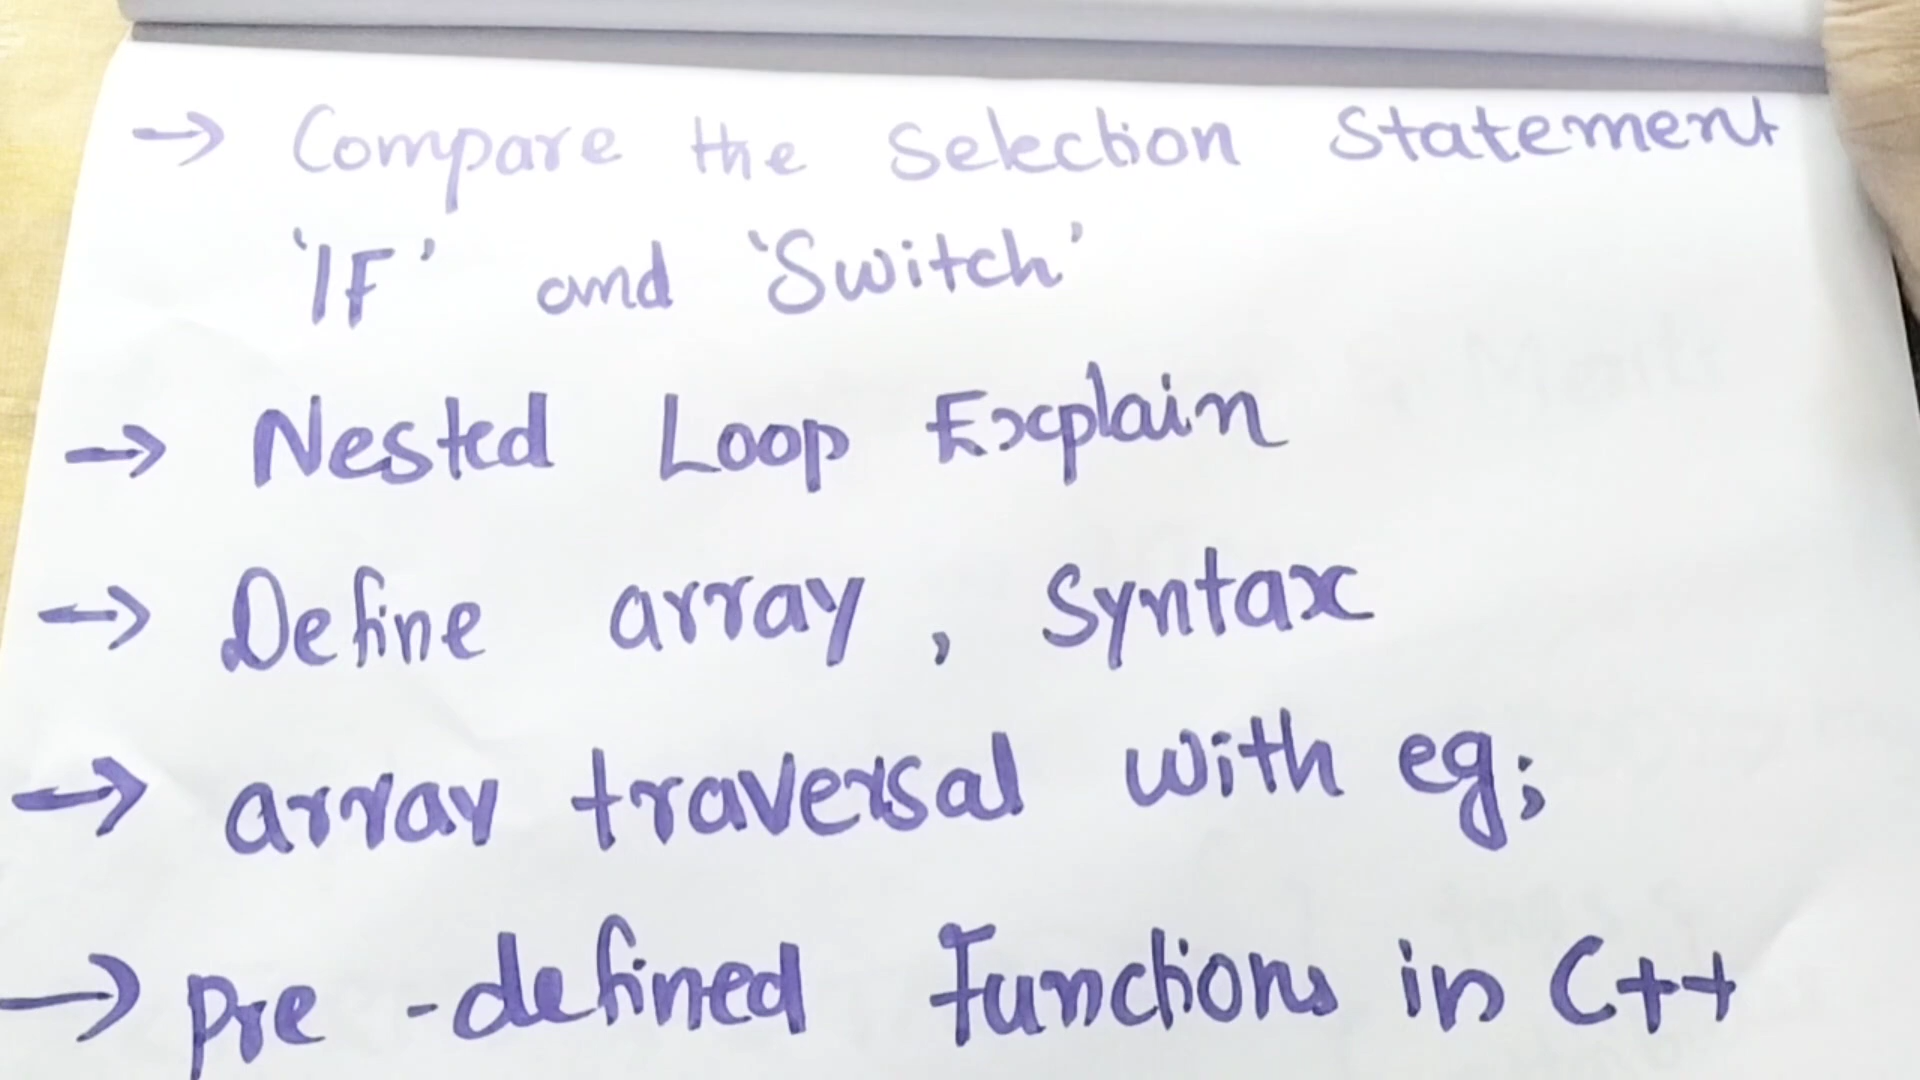 → Compare the Selection Statement
'IF' and 'Switch'
→ Nested Loop Explain
→ Define array, Syntax
→ array traversal with eg;
→ pre-defined Functions in C++